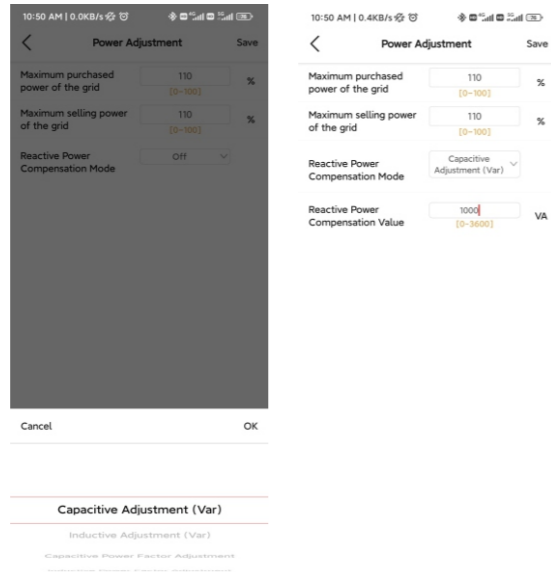 10:50 AM | 0.0KB/s
Power Adjustment
Save
Maximum purchased
power of the grid
110
%
[0~100]
Maximum selling power
of the grid
110
%
[0~100]
Reactive Power
Compensation Mode
Off
Cancel
OK
Capacitive Adjustment (Var)
Inductive Adjustment (Var)
Capacitive Power Factor Adjustment
10:50 AM | 0.4KB/s
Power Adjustment
Save
Maximum purchased
power of the grid
110
%
[0~100]
Maximum selling power
of the grid
110
%
[0~100]
Reactive Power
Compensation Mode
Capacitive
Adjustment (Var)
Reactive Power
Compensation Value
1000
VA
[0~3600]